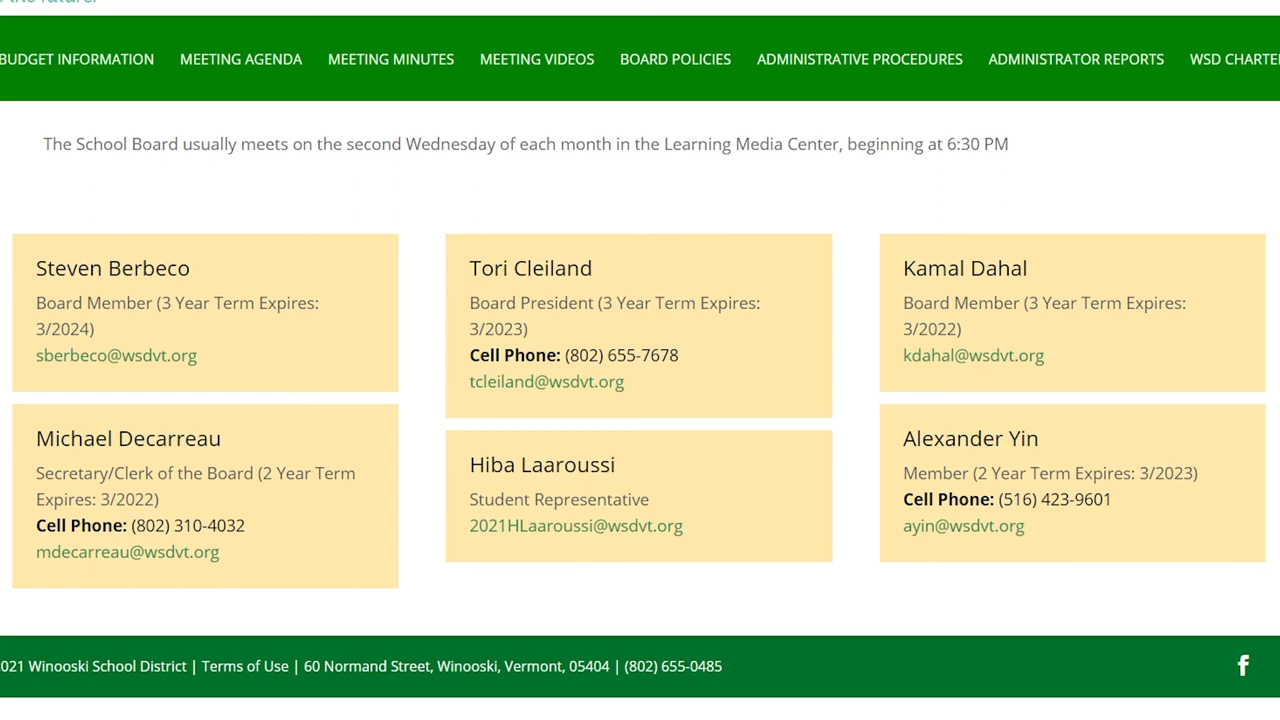 BUDGET INFORMATION MEETING AGENDA MEETING MINUTES MEETING VIDEOS BOARD POLICIES ADMINISTRATIVE PROCEDURES ADMINISTRATOR REPORTS WSD
The School Board usually meets on the second Wednesday of each month in the Learning Media Center, beginning at 6:30 PM
Steven Berbeco
Board Member (3 Year Term Expires:
3/2024)
sberbeco@wsdvt.org
Michael Decarreau
Secretary/Clerk of the Board (2 Year Term
Expires: 3/2022)
Cell Phone: (802) 310-4032
mdecarreau@wsdvt.org
Tori Cleiland
Board President (3 Year Term Expires:
3/2023)
Cell Phone: (802) 655-7678
tcleiland@wsdvt.org
Hiba Laaroussi
Student Representative
2021HLaaroussi@wsdvt.org
Kamal Dahal
Board Member (3 Year Term Expires:
3/2022)
kdahal@wsdvt.org
Alexander Yin
Member (2 Year Term Expires: 3/2023)
Cell Phone: (516) 423-9601
ayin@wsdvt.org
021 Winooski School District | Terms of Use | 60 Normand Street, Winooski, Vermont, 05404 | (802) 655-0485